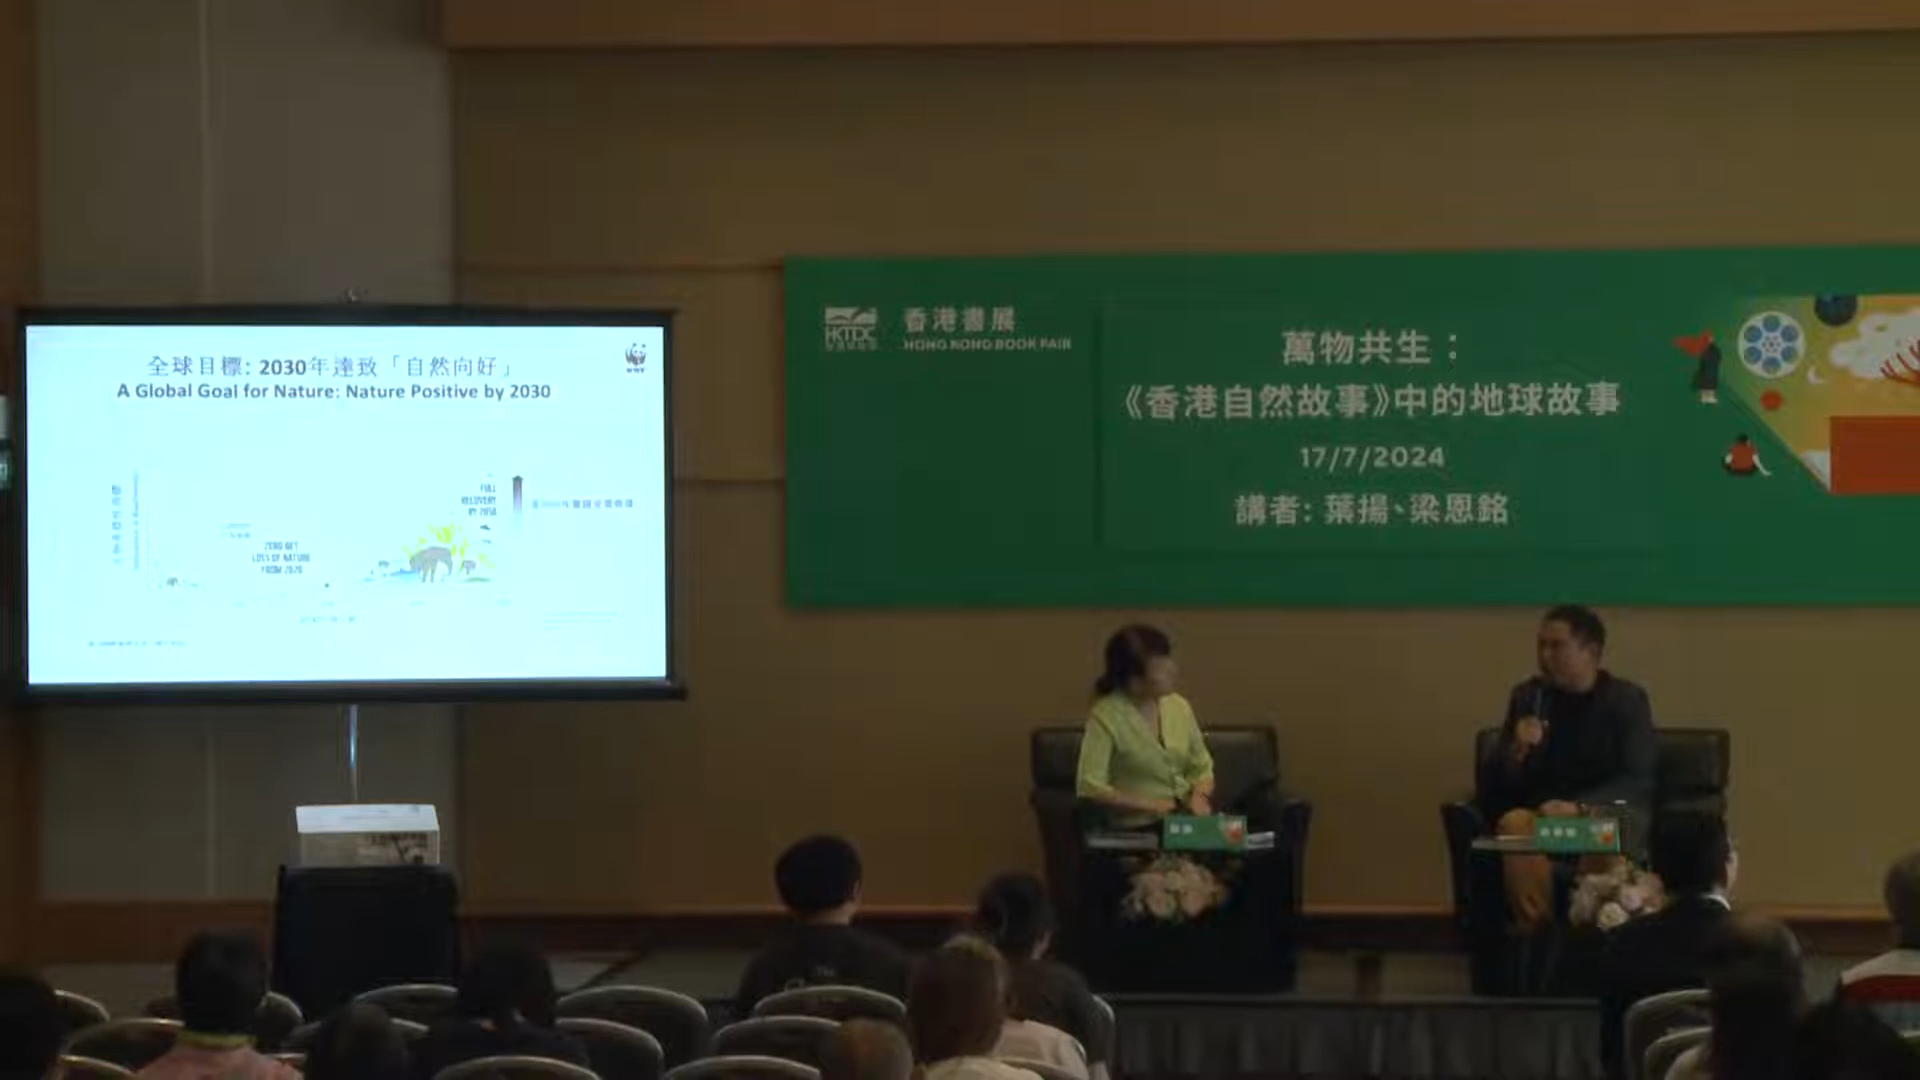 全球目標: 2030年達致「自然向好」
A Global Goal for Nature: Nature Positive by 2030
FULL
RECOVERY
BY 2050
ZERO NET
LOSS OF NATURE
FROM 2020
HKTDC
香港書展
HONG KONG BOOK FAIR
萬物共生：
《香港自然故事》中的地球故事
17/7/2024
講者: 葉揚、梁恩銘